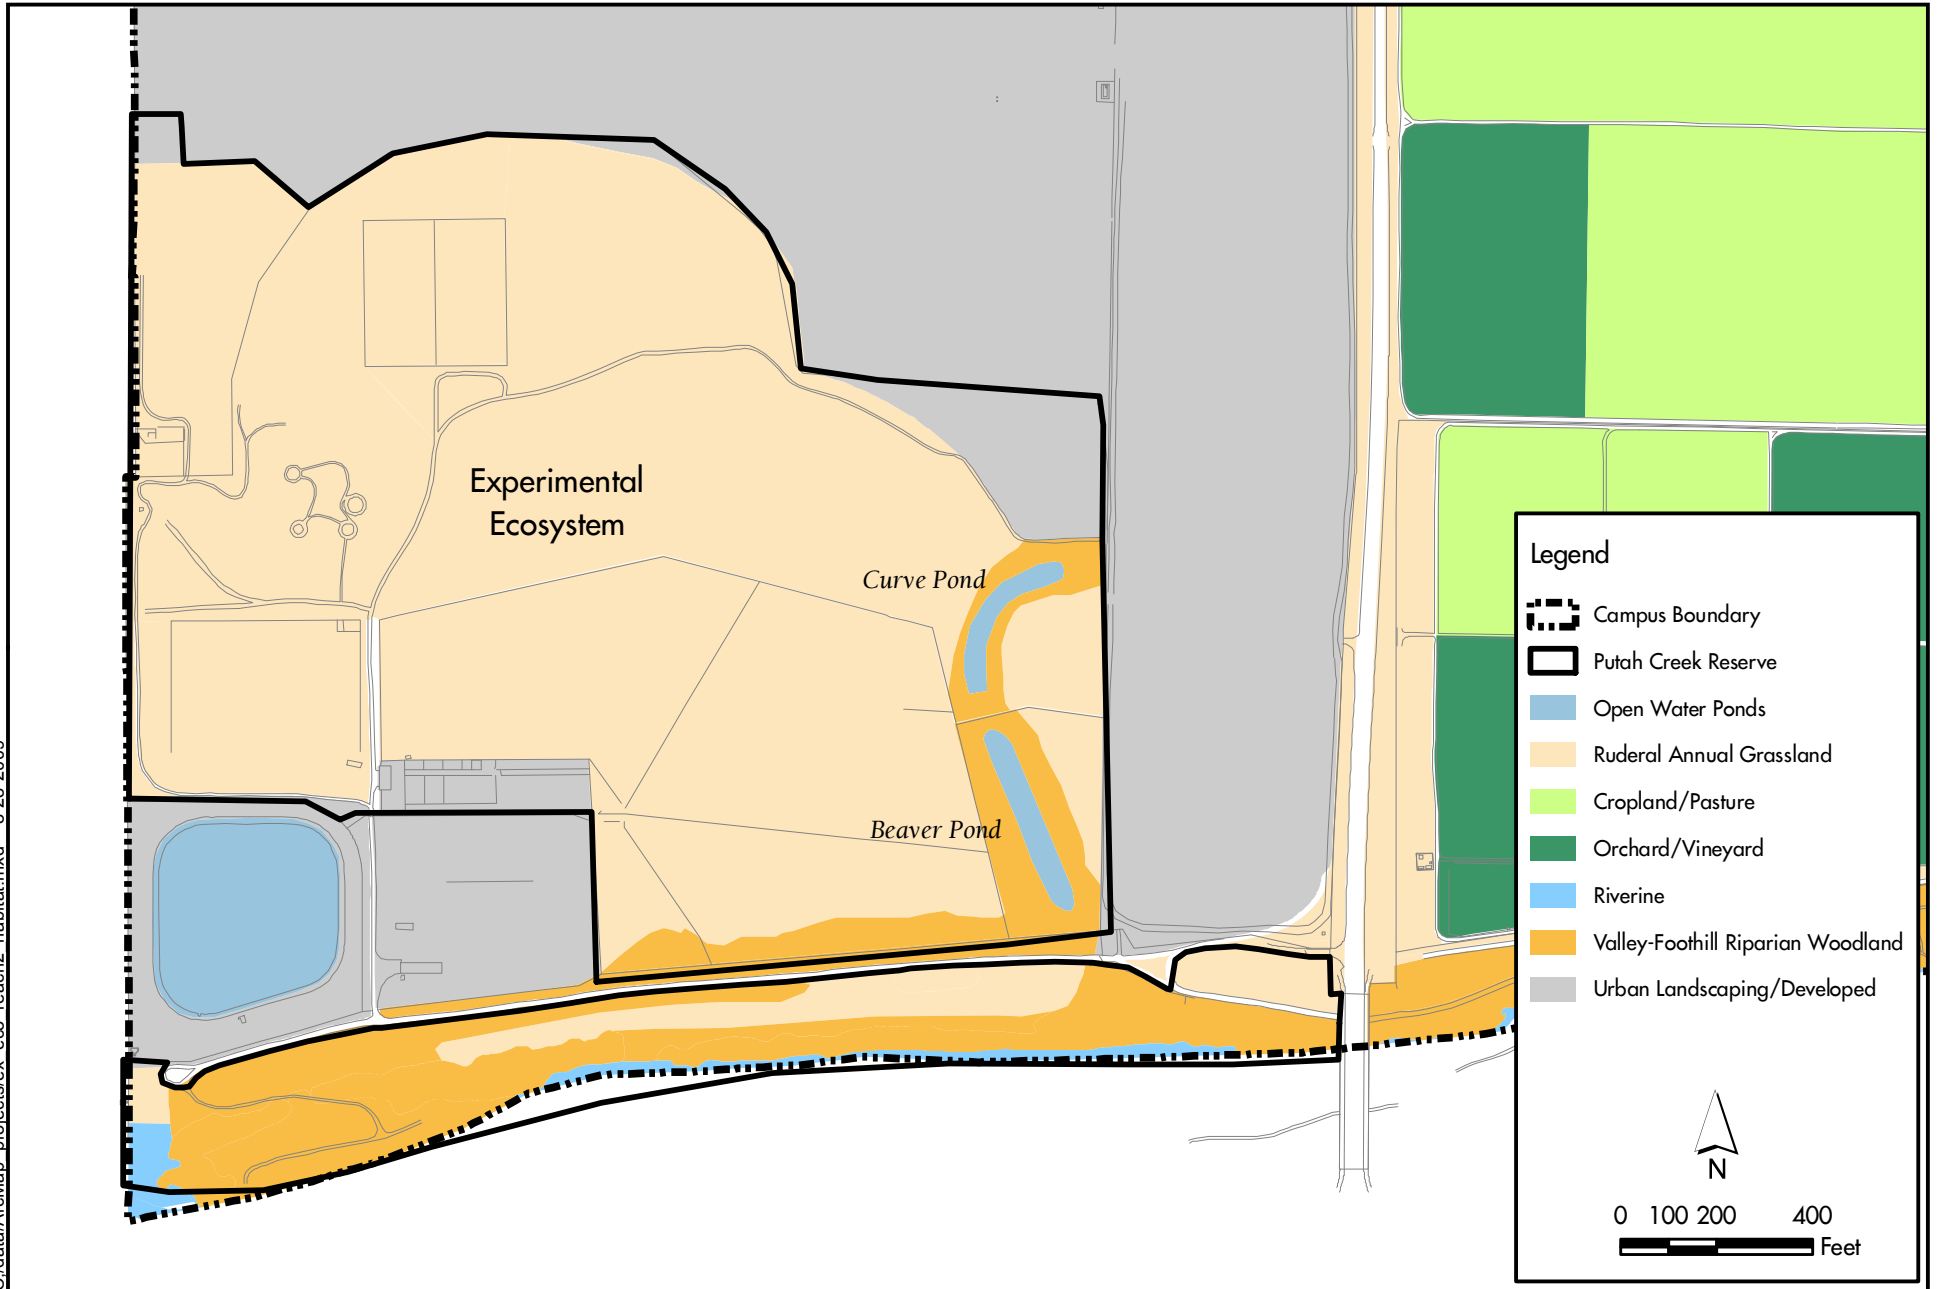 Experimental
Ecosystem
Curve Pond
Beaver Pond
Legend
Campus Boundary
Putah Creek Reserve
Open Water Ponds
Ruderal Annual Grassland
Cropland/Pasture
Orchard/Vineyard
Riverine
Valley-Foothill Riparian Woodland
Urban Landscaping/Developed
N
0 100 200 400
Feet